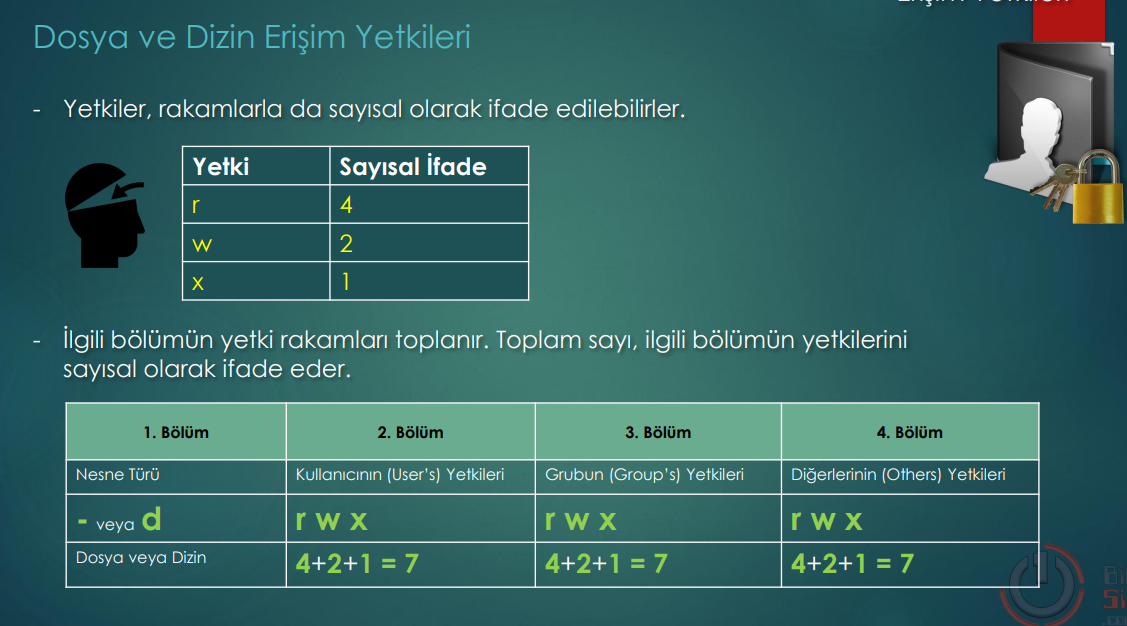 Dosya ve Dizin Erişim Yetkileri
- Yetkiler, rakamlarla da sayısal olarak ifade edilebilirler.
Yetki Sayısal İfade
r 4
w 2
x 1
- İlgili bölümün yetki rakamları toplanır. Toplam sayı, ilgili bölümün yetkilerini
sayısal olarak ifade eder.
1. Bölüm 2. Bölüm 3. Bölüm 4. Bölüm
Nesne Türü Kullanıcının (User's) Yetkileri Grubun (Group's) Yetkileri Diğerlerinin (Others) Yetkileri
- veya d r w x r w x r w x
Dosya veya Dizin 4+2+1 = 7 4+2+1 = 7 4+2+1 = 7